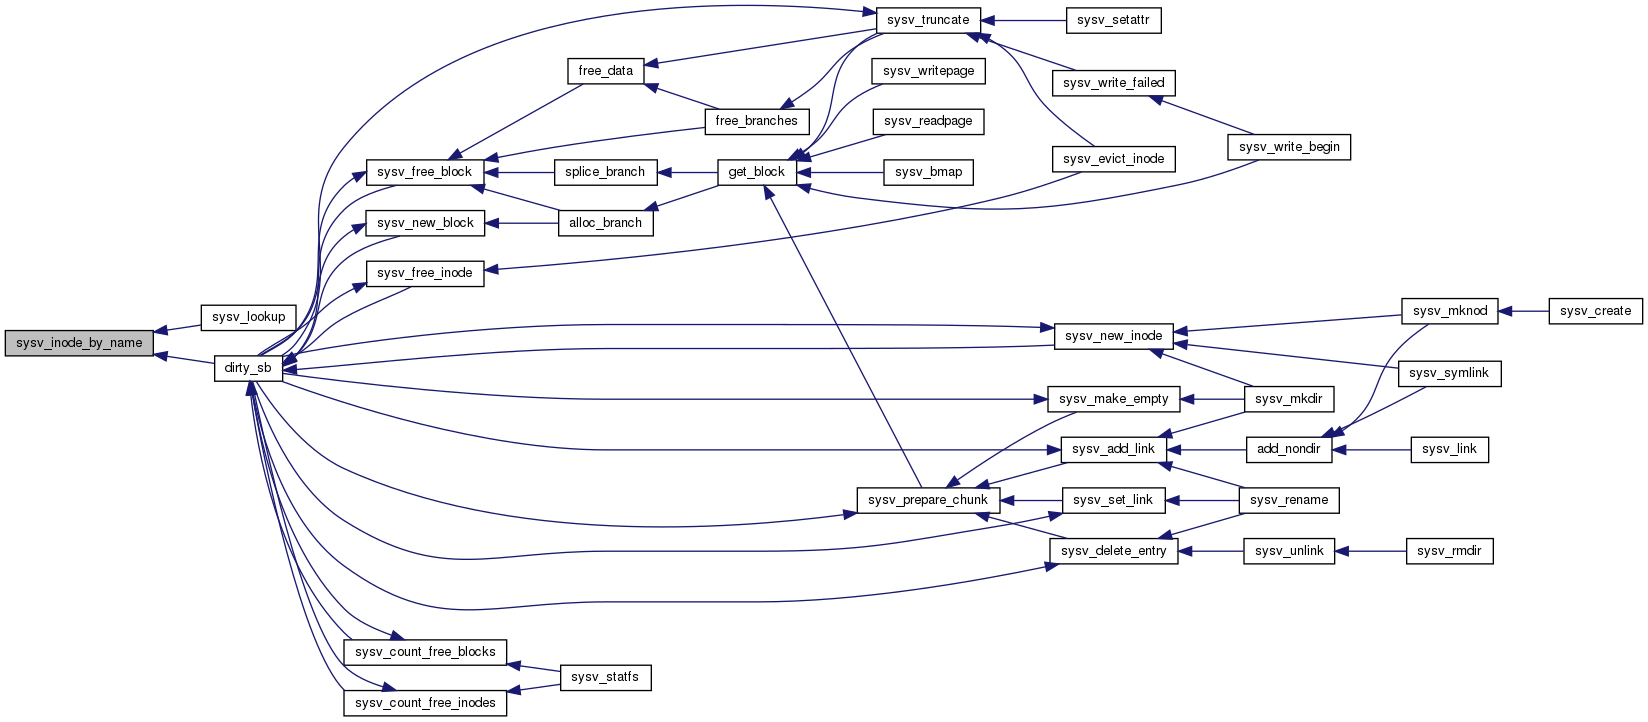 sysv_truncate
sysv_setattr
free_data
sysv_writepage
sysv_write_failed
free_branches
sysv_readpage
sysv_write_begin
sysv_evict_inode
sysv_free_block
splice_branch
get_block
sysv_bmap
sysv_new_block
alloc_branch
sysv_free_inode
sysv_lookup
sysv_mknod
sysv_create
sysv_inode_by_name
sysv_new_inode
dirty_sb
sysv_symlink
sysv_make_empty
sysv_mkdir
sysv_add_link
add_nondir
sysv_link
sysv_prepare_chunk
sysv_set_link
sysv_rename
sysv_delete_entry
sysv_unlink
sysv_rmdir
sysv_count_free_blocks
sysv_statfs
sysv_count_free_inodes